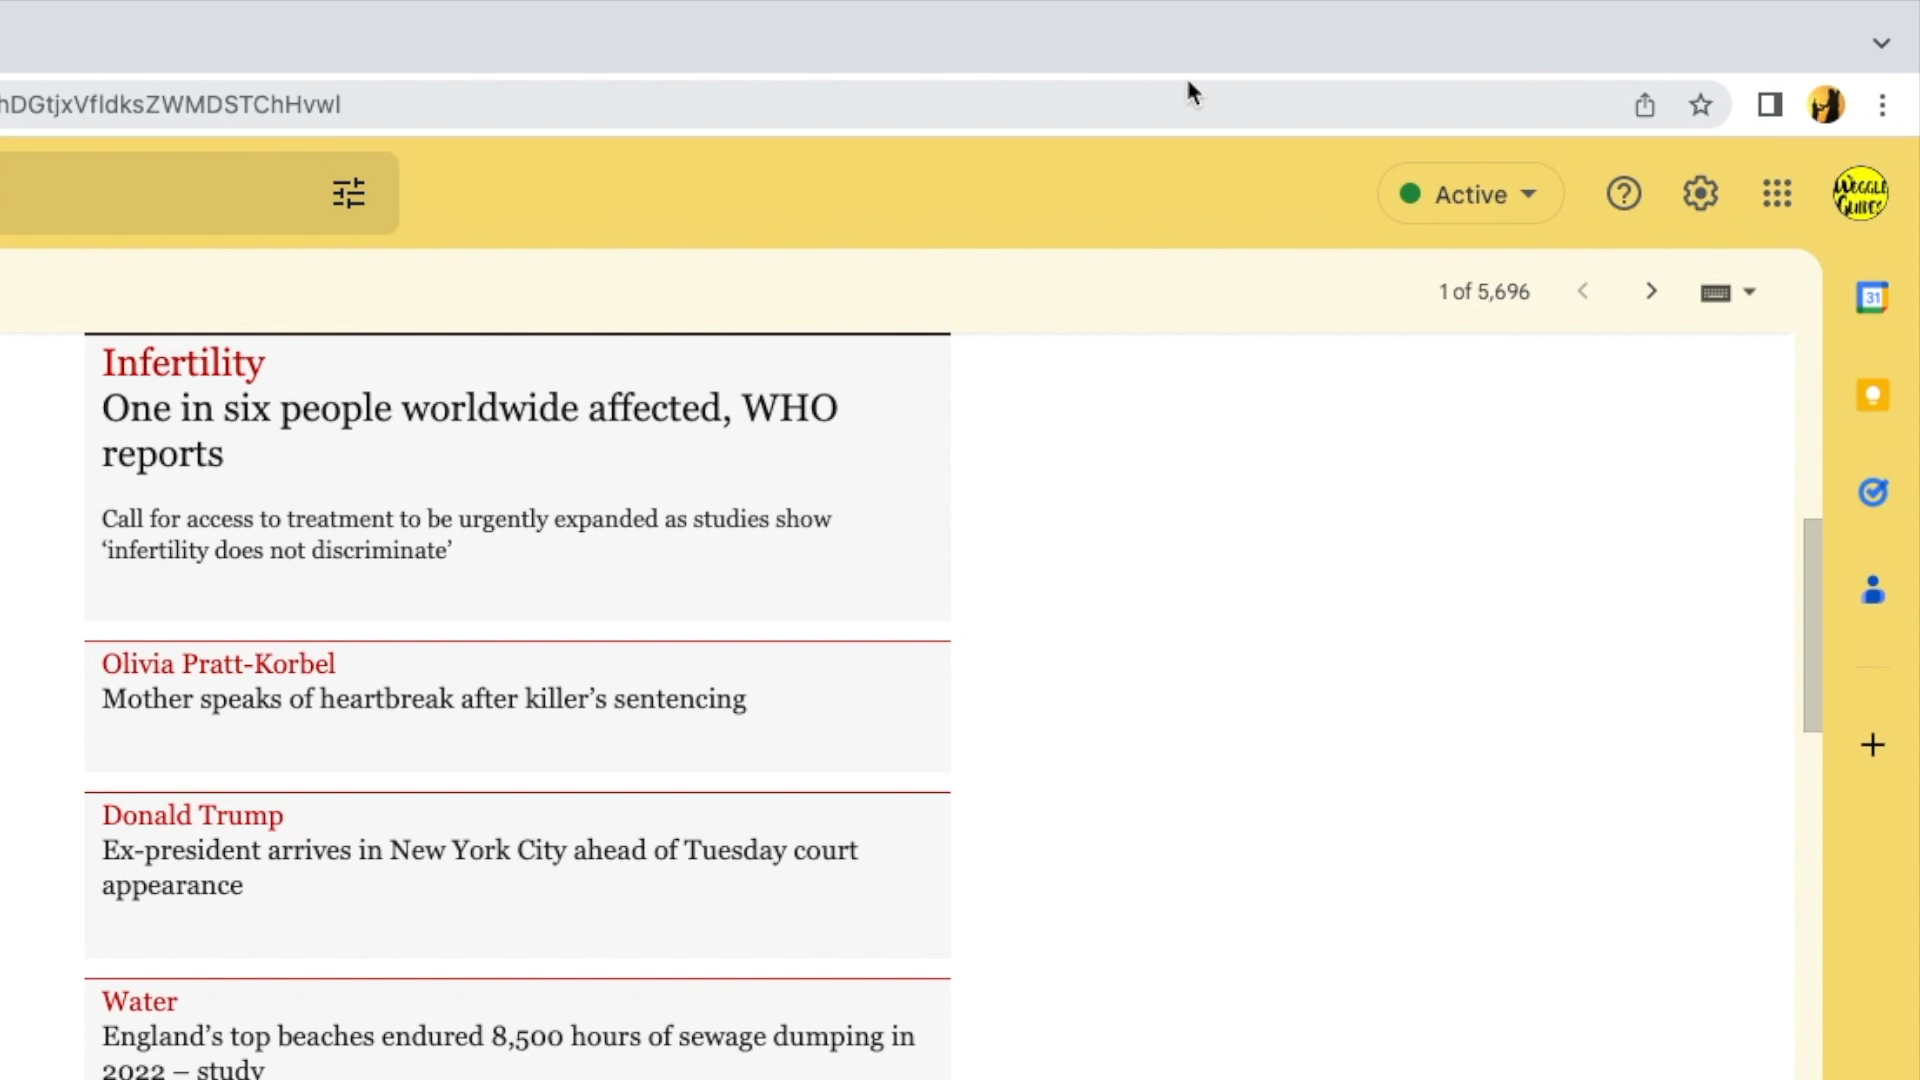 hDGtjxVfldksZWMDSTChHvwl
Active
WOGGLE
GUIDES
1 of 5,696
31
Infertility
One in six people worldwide affected, WHO
reports
Call for access to treatment to be urgently expanded as studies show
‘infertility does not discriminate’
Olivia Pratt-Korbel
Mother speaks of heartbreak after killer’s sentencing
Donald Trump
Ex-president arrives in New York City ahead of Tuesday court
appearance
Water
England’s top beaches endured 8,500 hours of sewage dumping in
2022 – study